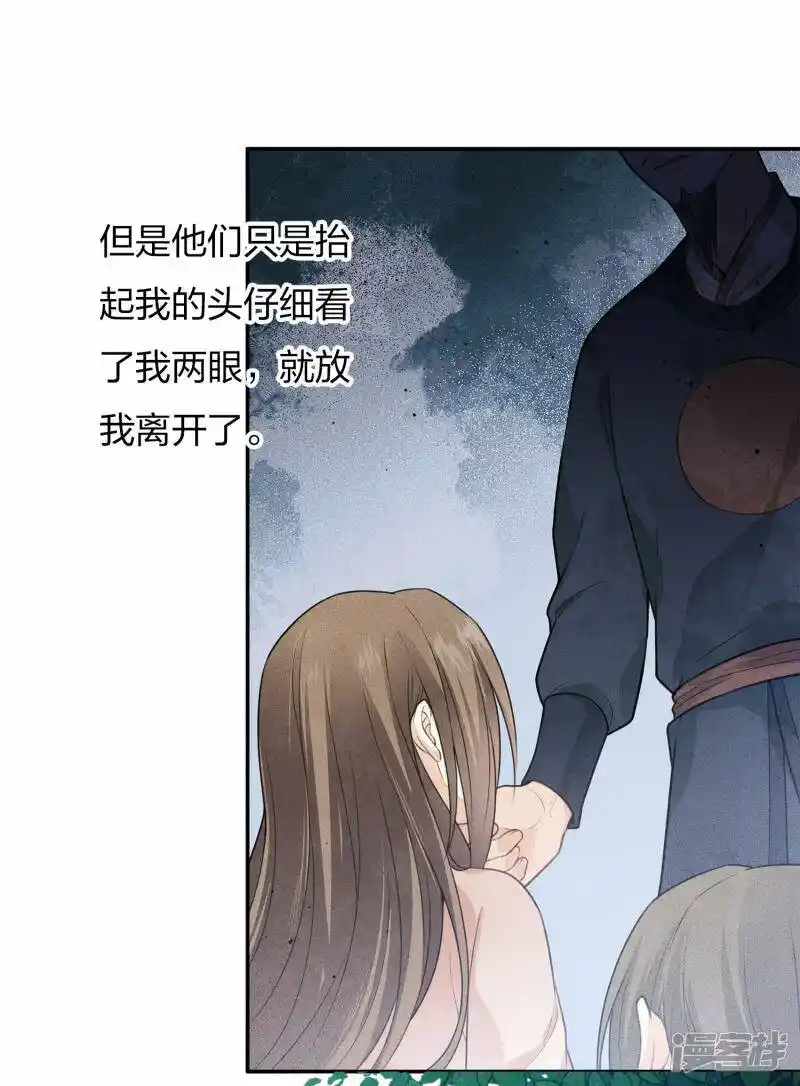 但是他们只是抬
起我的头仔细看
了我两眼，就放
我离开了。
漫客栈